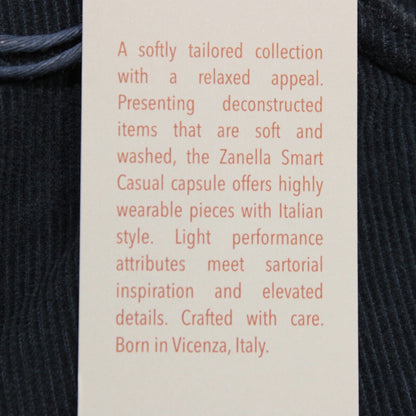 A softly tailored collection
with a relaxed appeal.
Presenting deconstructed
items that are soft and
washed, the Zanella Smart
Casual capsule offers highly
wearable pieces with Italian
style. Light performance
attributes meet sartorial
inspiration and elevated
details. Crafted with care.
Born in Vicenza, Italy.